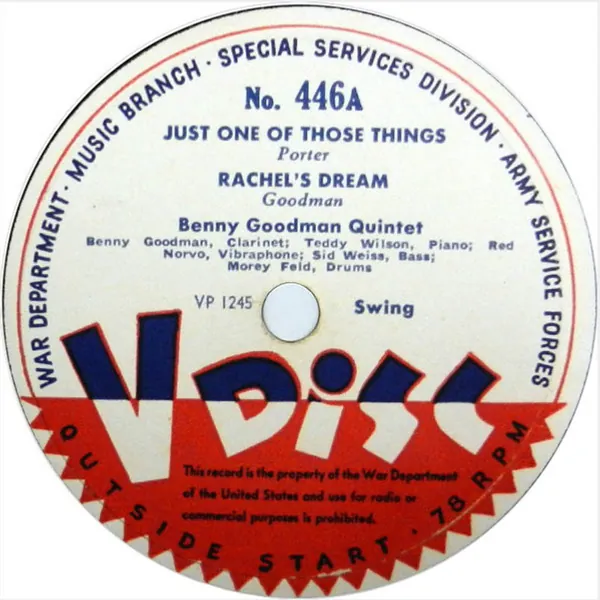 WAR DEPARTMENT · MUSIC BRANCH · SPECIAL SERVICES DIVISION · ARMY SERVICE FORCES
No. 446A
JUST ONE OF THOSE THINGS
Porter
RACHEL'S DREAM
Goodman
Benny Goodman Quintet
Benny Goodman, Clarinet; Teddy Wilson, Piano; Red
Norvo, Vibraphone; Sid Weiss, Bass;
Morey Feld, Drums
VP 1245 Swing
V DiSC
This record is the property of the War Department
of the United States and use for radio or
commercial purposes is prohibited.
OUTSIDE START · 78 RPM